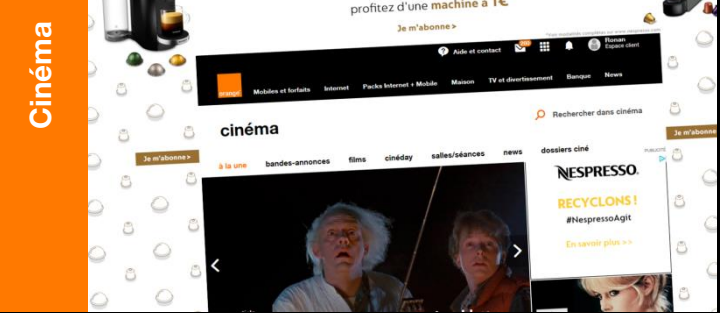 Cinéma
profitez d'une machine à 1€
Je m'abonne >
Aide et contact
Ronan
Espace client
orange
Mobiles et forfaits
Internet
Packs Internet + Mobile
Maison
TV et divertissement
Banque
News
cinéma
Rechercher dans cinéma
Je m'abonne >
Je m'abonne
à la une
bandes-annonces
films
cinéday
salles/séances
news
dossiers ciné
PUBLICITÉ
NESPRESSO.
RECYCLONS !
#NespressoAgit
En savoir plus >>